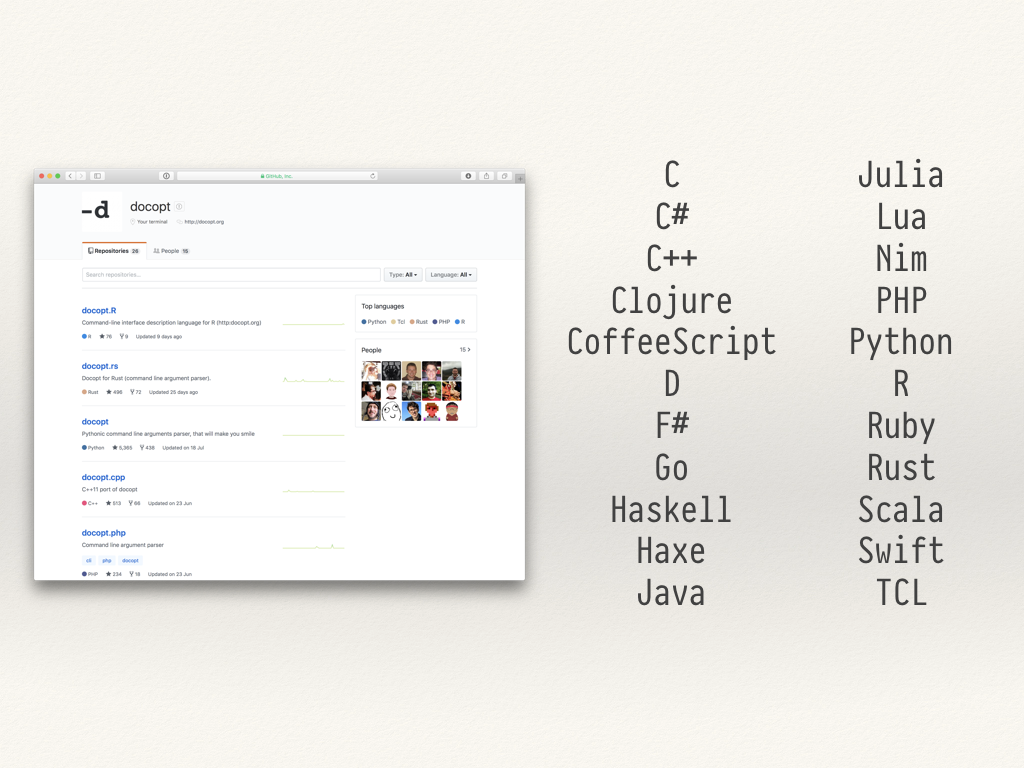 GitHub, Inc.
-d
docopt
Your terminal http://docopt.org
Repositories 26 People 15
Search repositories... Type: All Language: All
docopt.R
Command-line interface description language for R (http:docopt.org)
R 76 9 Updated 9 days ago
docopt.rs
Docopt for Rust (command line argument parser).
Rust 496 72 Updated 25 days ago
docopt
Pythonic command line arguments parser, that will make you smile
Python 5,365 438 Updated on 18 Jul
docopt.cpp
C++11 port of docopt
C++ 513 66 Updated on 23 Jun
docopt.php
Command line argument parser
cli php docopt
PHP 234 18 Updated on 23 Jun
Top languages
Python Tcl Rust PHP R
People 15 >
C
C#
C++
Clojure
CoffeeScript
D
F#
Go
Haskell
Haxe
Java
Julia
Lua
Nim
PHP
Python
R
Ruby
Rust
Scala
Swift
TCL